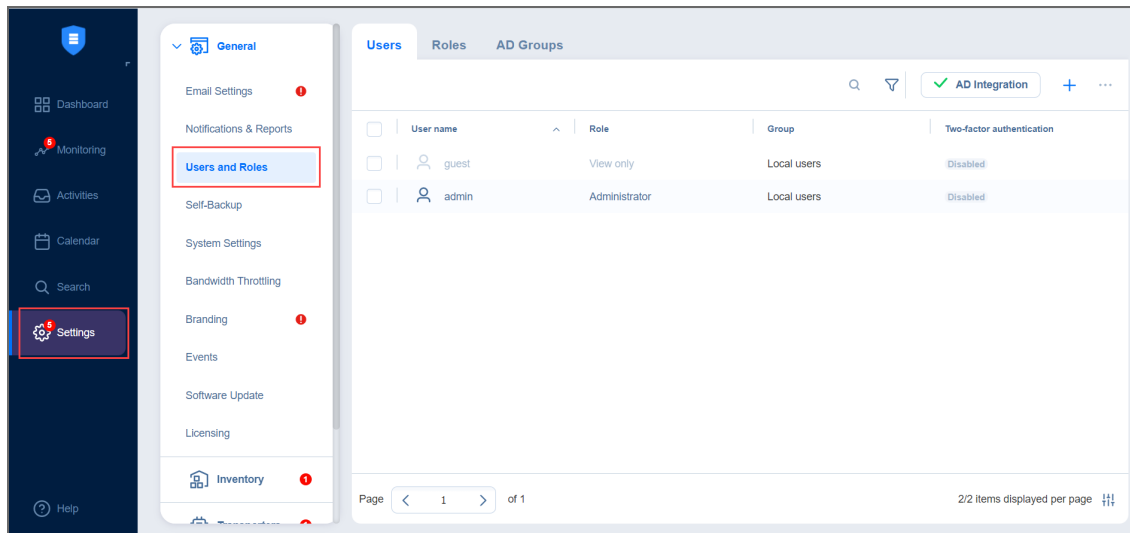 Dashboard
5
Monitoring
Activities
Calendar
Search
5
Settings
Help
General
Email Settings
!
Notifications & Reports
Users and Roles
Self-Backup
System Settings
Bandwidth Throttling
Branding
!
Events
Software Update
Licensing
Inventory
1
Users Roles AD Groups
AD Integration
User name Role Group Two-factor authentication
guest View only Local users Disabled
admin Administrator Local users Disabled
Page 1 of 1
2/2 items displayed per page